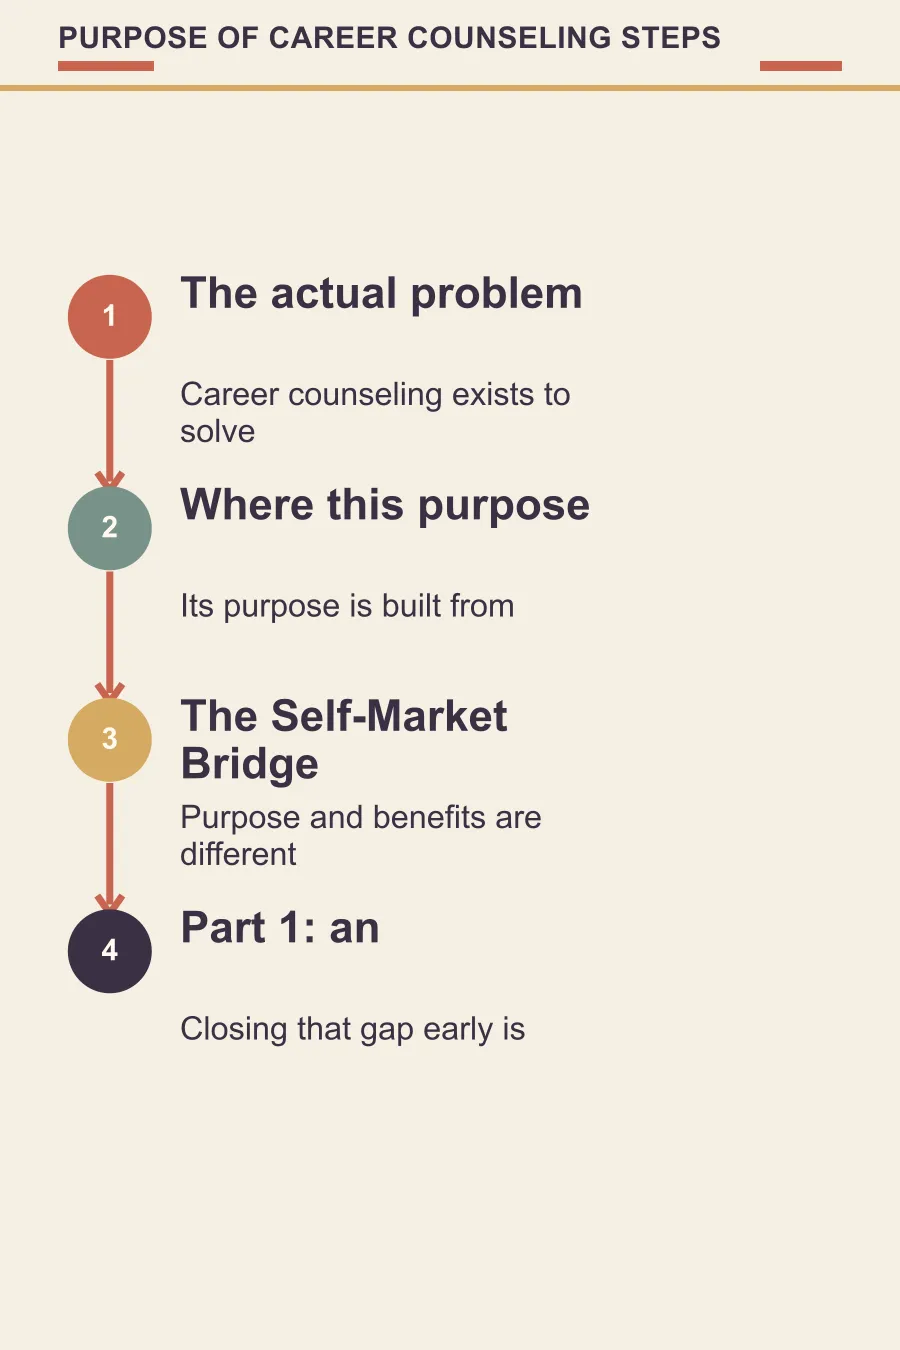 PURPOSE OF CAREER COUNSELING STEPS
1
The actual problem
Career counseling exists to
solve
2
Where this purpose
Its purpose is built from
3
The Self-Market
Bridge
Purpose and benefits are
different
4
Part 1: an
Closing that gap early is